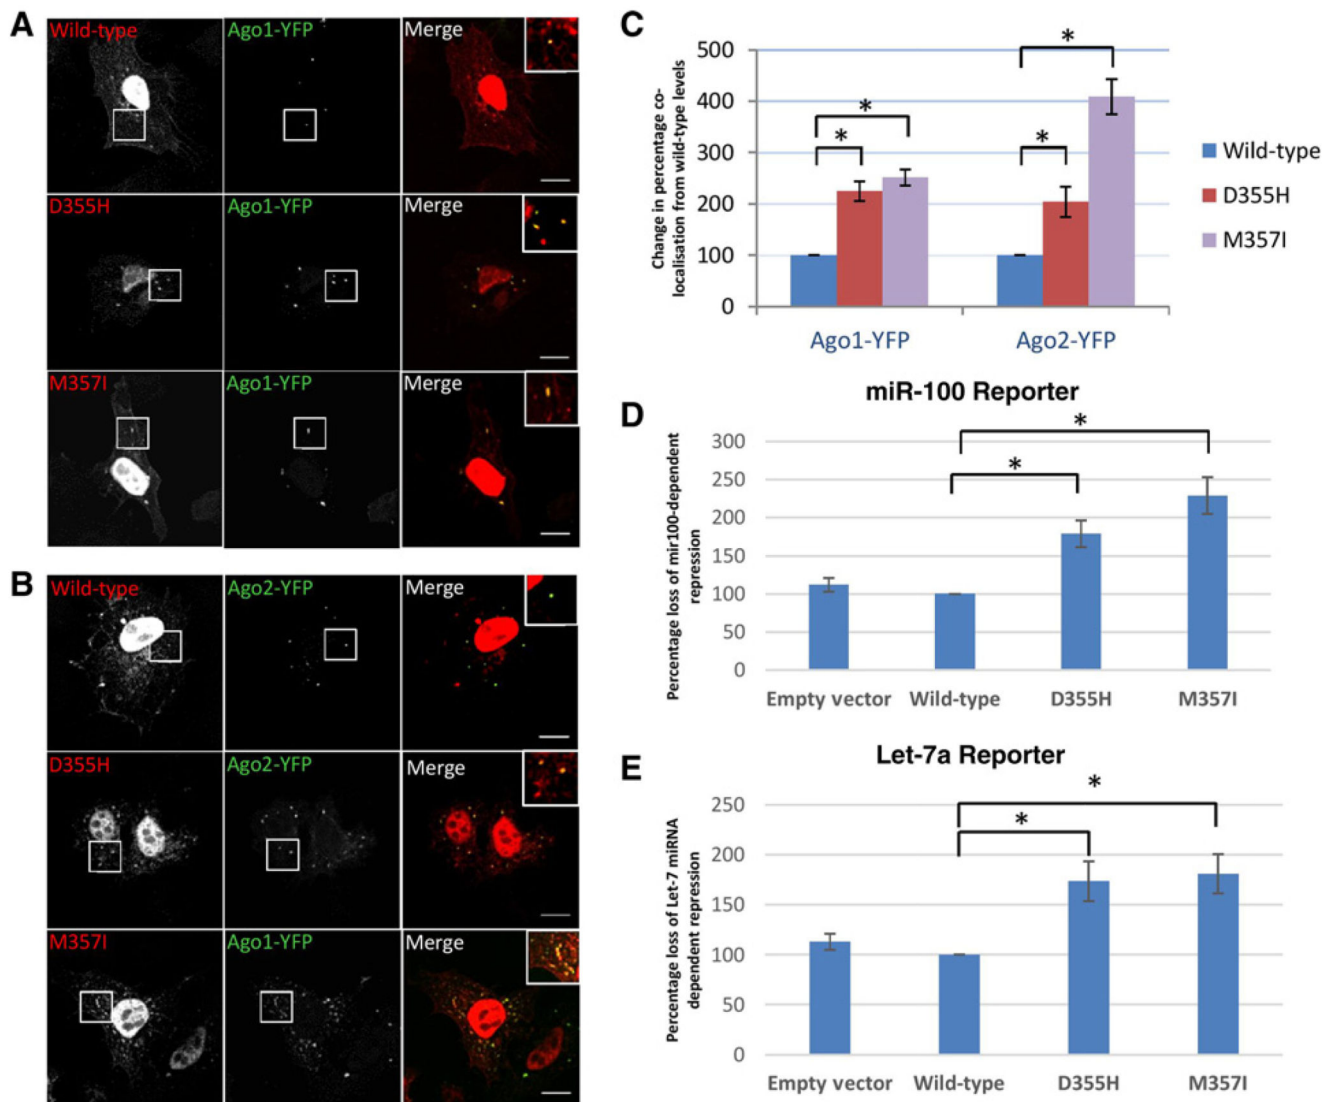 A
Wild-type Ago1-YFP Merge
D355H Ago1-YFP Merge
M357I Ago1-YFP Merge
B
Wild-type Ago2-YFP Merge
D355H Ago2-YFP Merge
M357I Ago1-YFP Merge
C
Change in percentage co-
localisation from wild-type levels
500
400
300
200
100
0
* * * *
Ago1-YFP Ago2-YFP
Wild-type
D355H
M357I
D
miR-100 Reporter
Percentage loss of mir100-dependent
repression
300
250
200
150
100
50
0
* *
Empty vector Wild-type D355H M357I
E
Let-7a Reporter
Percentage loss of Let-7 miRNA
dependent repression
250
200
150
100
50
0
* *
Empty vector Wild-type D355H M357I